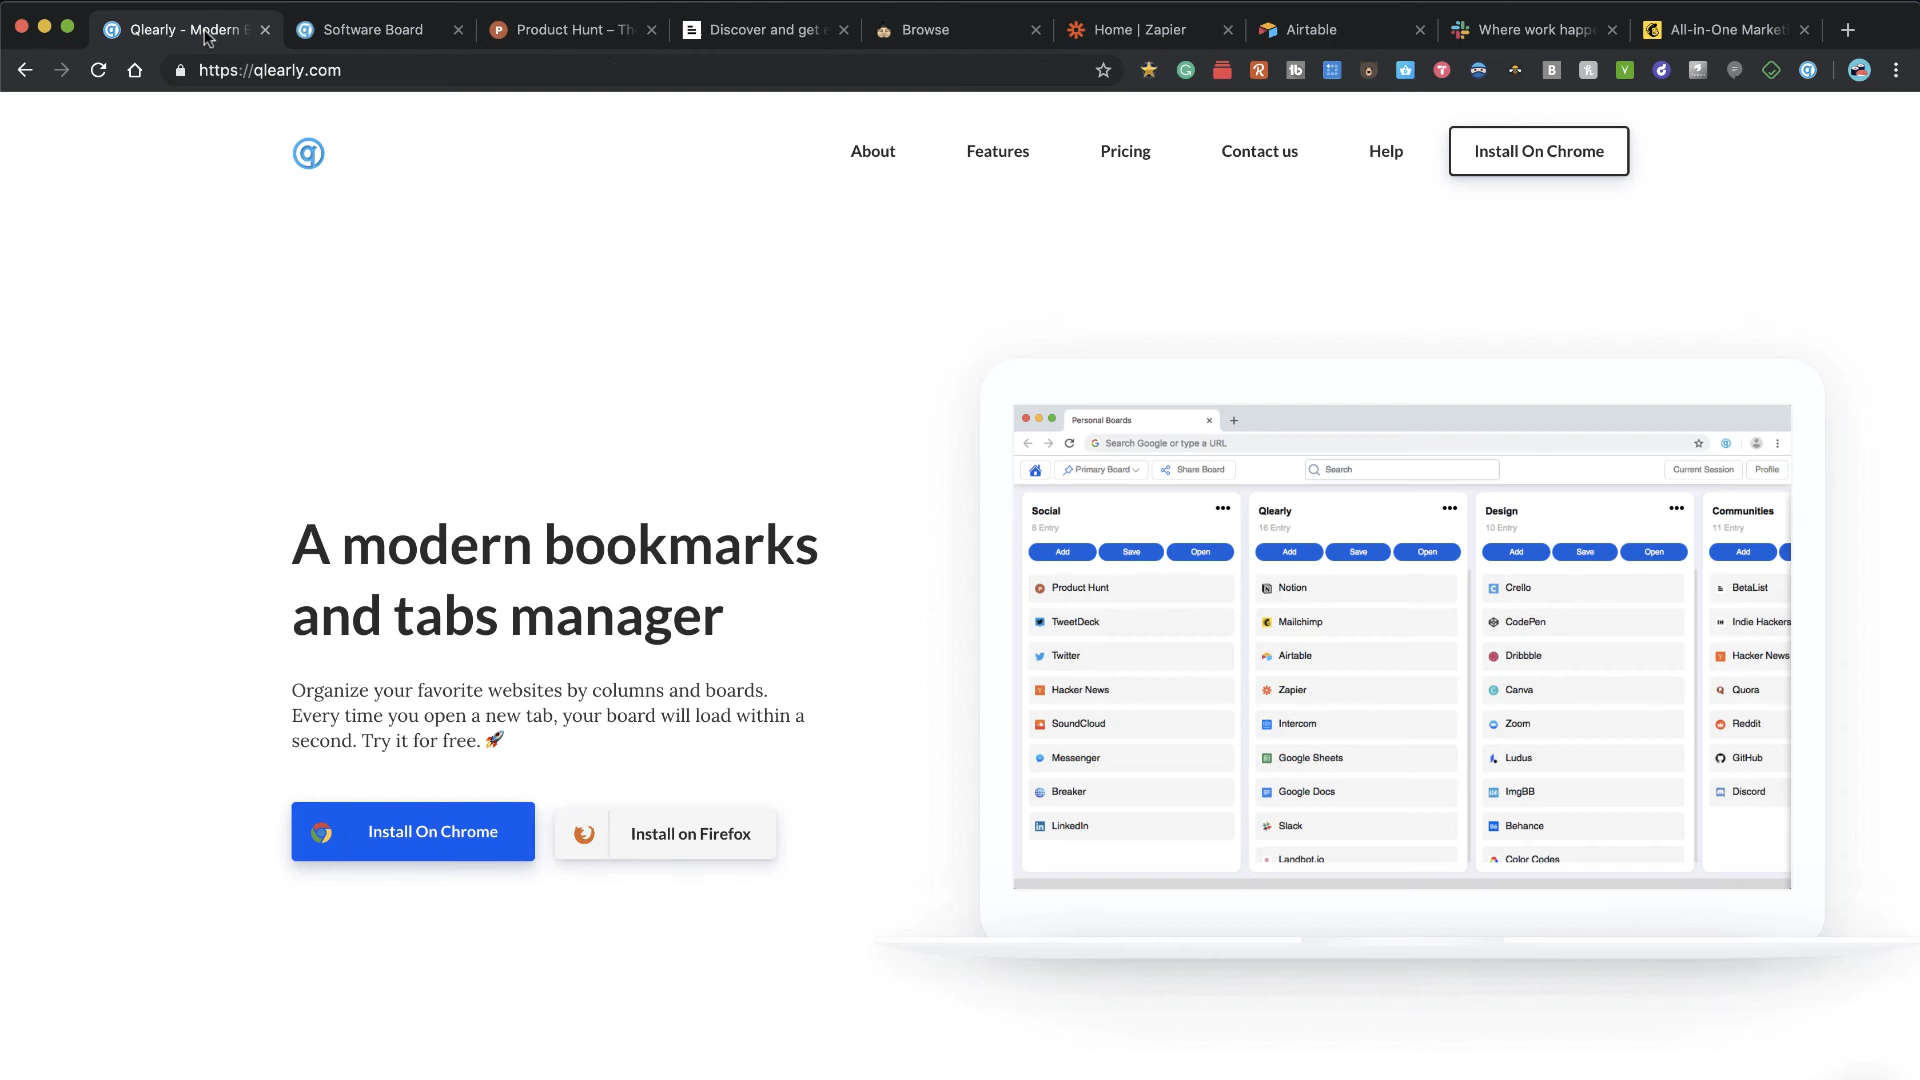 Qlearly - Modern
Software Board
Product Hunt – Th
Discover and get e
Browse
Home | Zapier
Airtable
Where work happe
All-in-One Marketi
https://qlearly.com
About
Features
Pricing
Contact us
Help
Install On Chrome
A modern bookmarks
and tabs manager
Organize your favorite websites by columns and boards.
Every time you open a new tab, your board will load within a
second. Try it for free. 🚀
Install On Chrome
Install on Firefox
Personal Boards
Search Google or type a URL
Primary Board
Share Board
Search
Current Session
Profile
Social
8 Entry
Add
Save
Open
Product Hunt
TweetDeck
Twitter
Hacker News
SoundCloud
Messenger
Breaker
LinkedIn
Qlearly
16 Entry
Add
Save
Open
Notion
Mailchimp
Airtable
Zapier
Intercom
Google Sheets
Google Docs
Slack
Landbot.io
Design
10 Entry
Add
Save
Open
Crello
CodePen
Dribbble
Canva
Zoom
Ludus
ImgBB
Behance
Color Codes
Communities
11 Entry
Add
BetaList
Indie Hackers
Hacker News
Quora
Reddit
GitHub
Discord